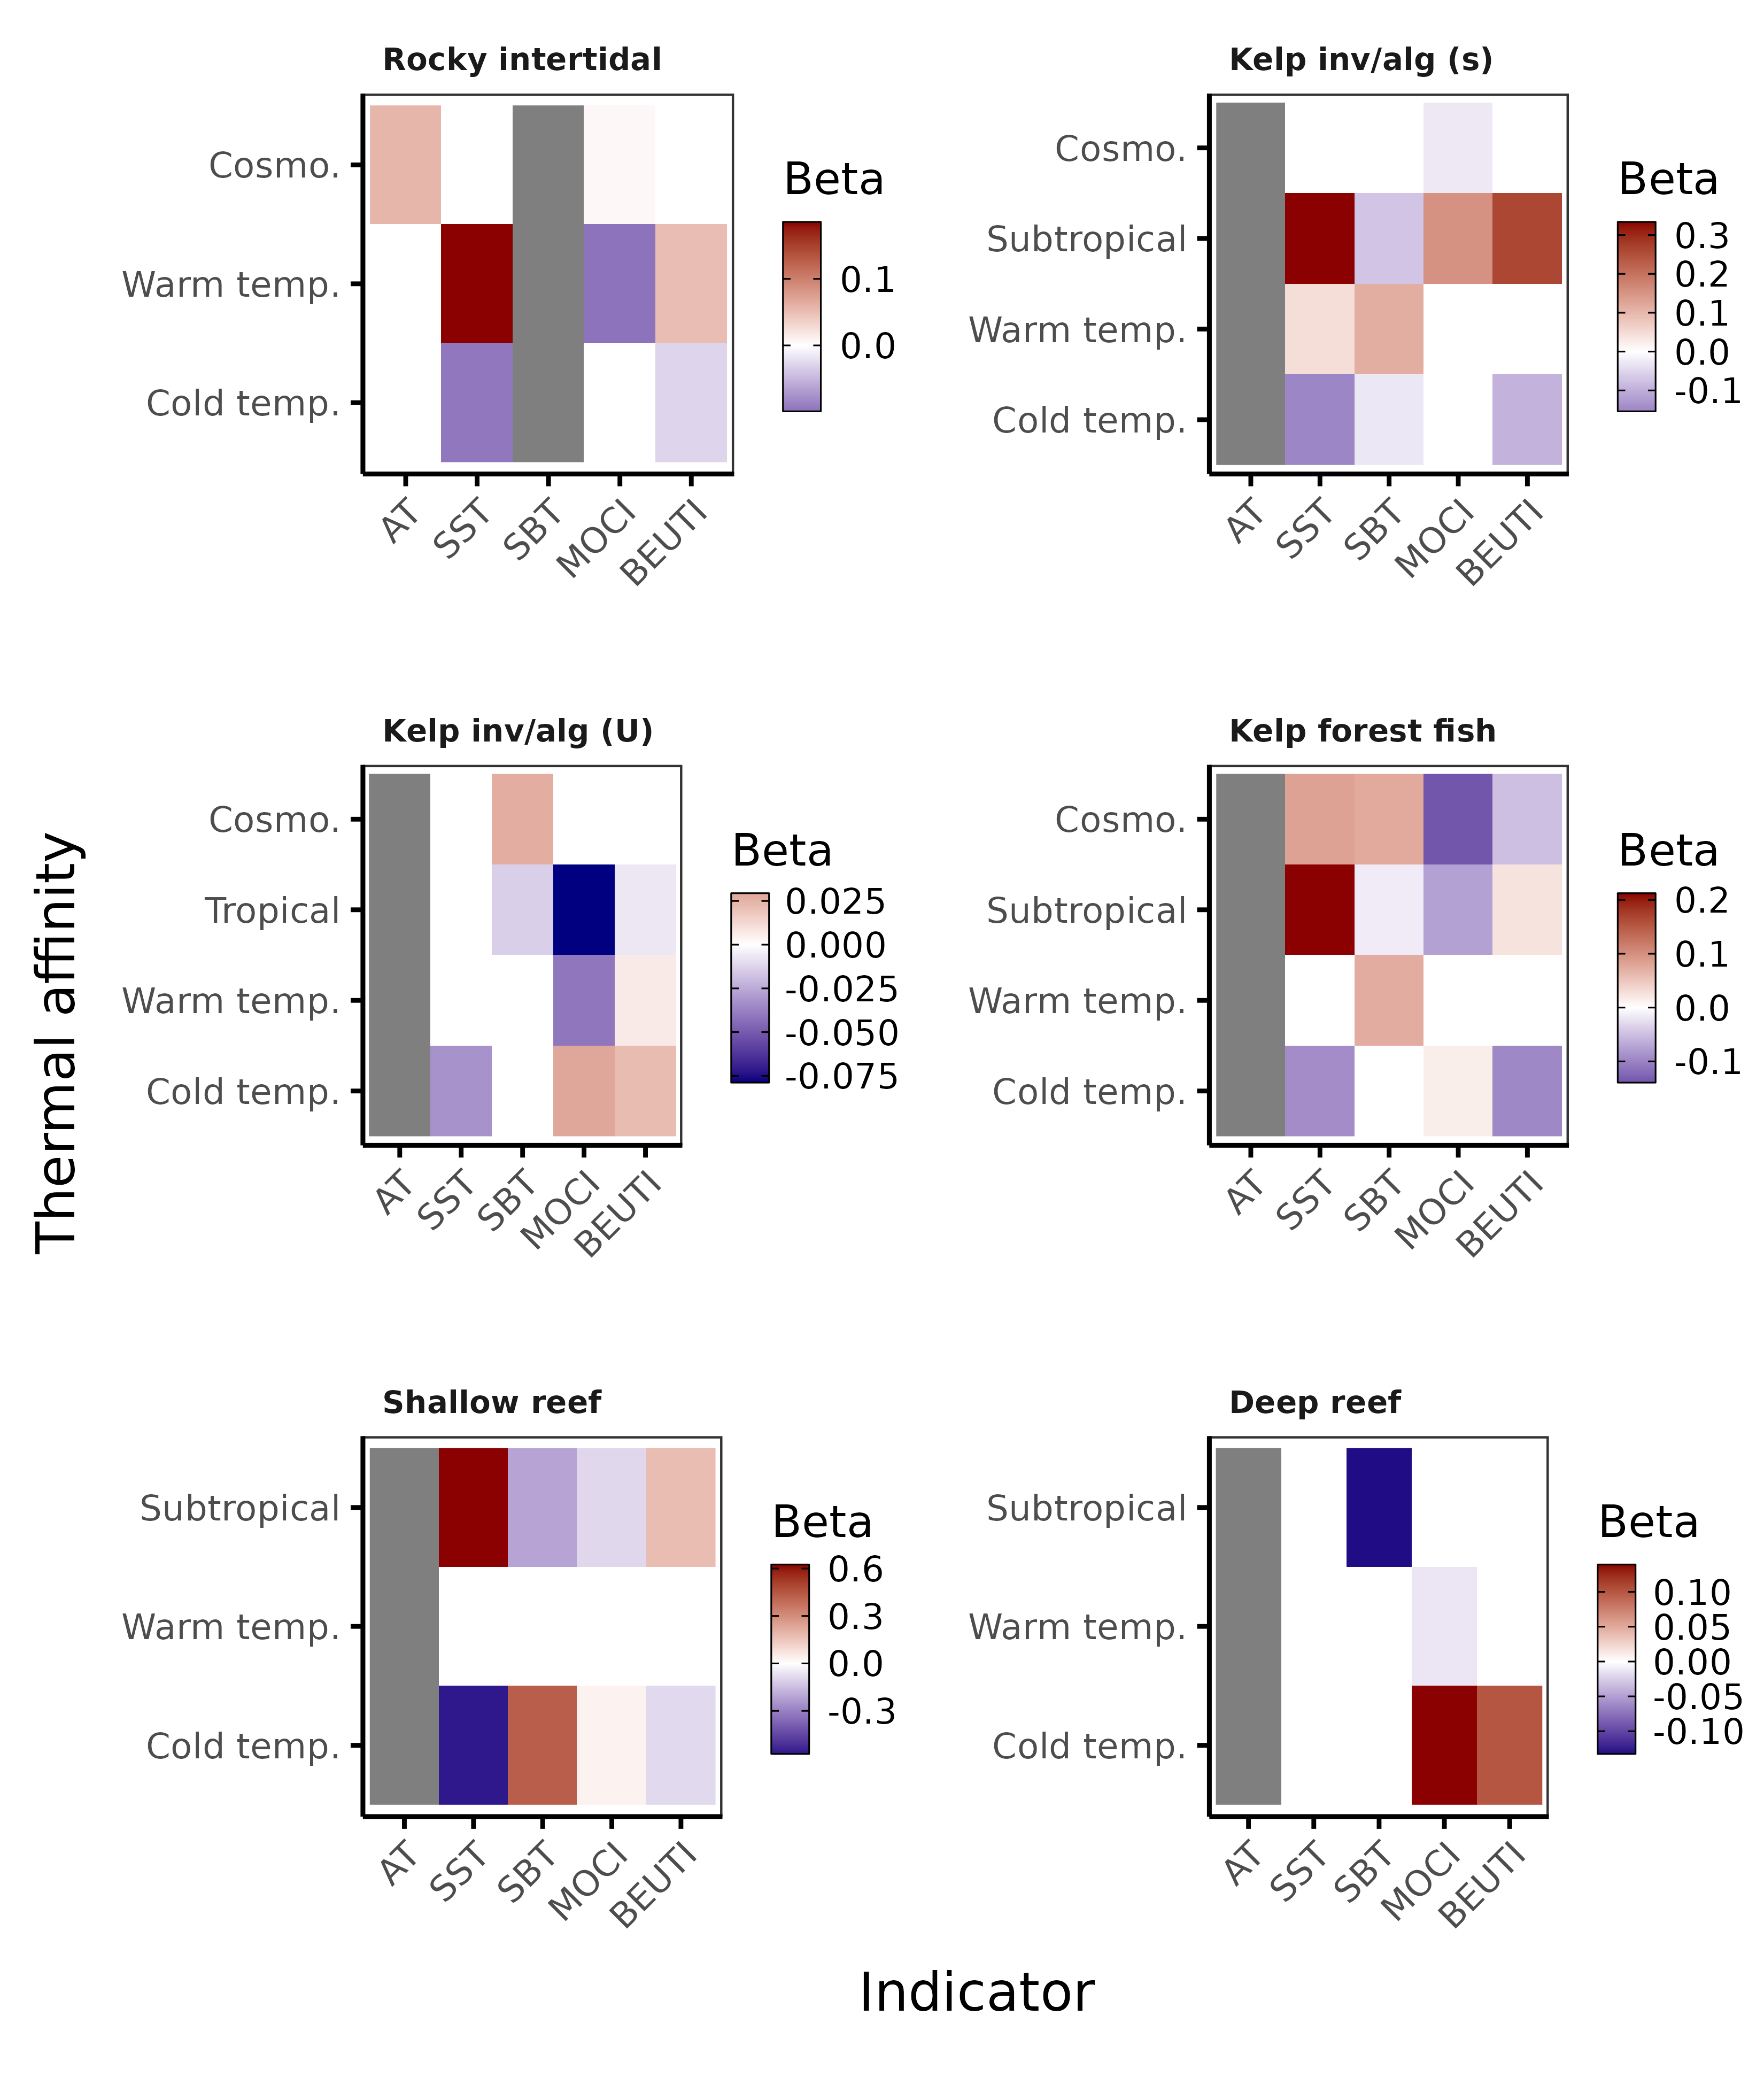 Rocky intertidal
Cosmo.
Warm temp.
Cold temp.
AT
SST
SBT
MOCI
BEUTI
Beta
0.1
0.0
Kelp inv/alg (s)
Cosmo.
Subtropical
Warm temp.
Cold temp.
AT
SST
SBT
MOCI
BEUTI
Beta
0.3
0.2
0.1
0.0
-0.1
Thermal affinity
Kelp inv/alg (U)
Cosmo.
Tropical
Warm temp.
Cold temp.
AT
SST
SBT
MOCI
BEUTI
Beta
0.025
0.000
-0.025
-0.050
-0.075
Kelp forest fish
Cosmo.
Subtropical
Warm temp.
Cold temp.
AT
SST
SBT
MOCI
BEUTI
Beta
0.2
0.1
0.0
-0.1
Shallow reef
Subtropical
Warm temp.
Cold temp.
AT
SST
SBT
MOCI
BEUTI
Beta
0.6
0.3
0.0
-0.3
Deep reef
Subtropical
Warm temp.
Cold temp.
AT
SST
SBT
MOCI
BEUTI
Beta
0.10
0.05
0.00
-0.05
-0.10
Indicator